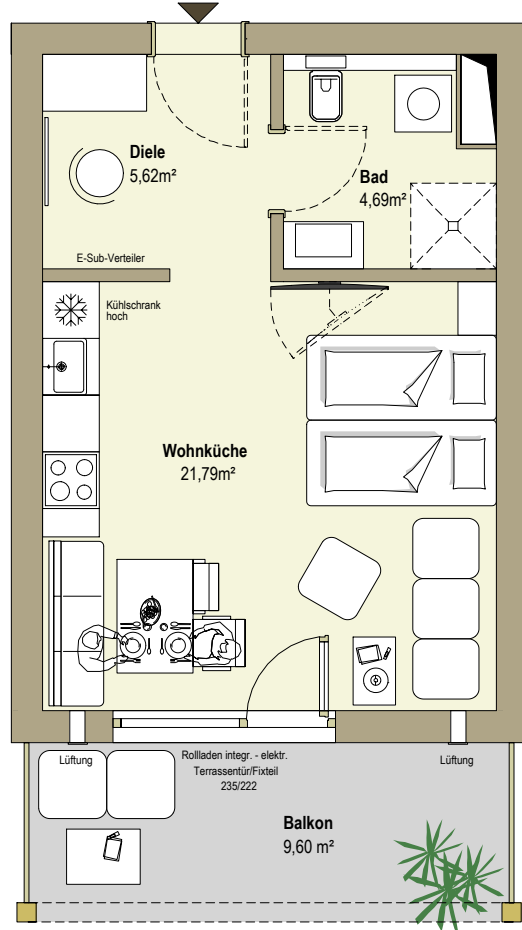 Diele
5,62m²
Bad
4,69m²
E-Sub-Verteiler
Kühlschrank
hoch
Wohnküche
21,79m²
Lüftung
Rollladen integr. - elektr.
Terrassentür/Fixteil
235/222
Lüftung
Balkon
9,60 m²